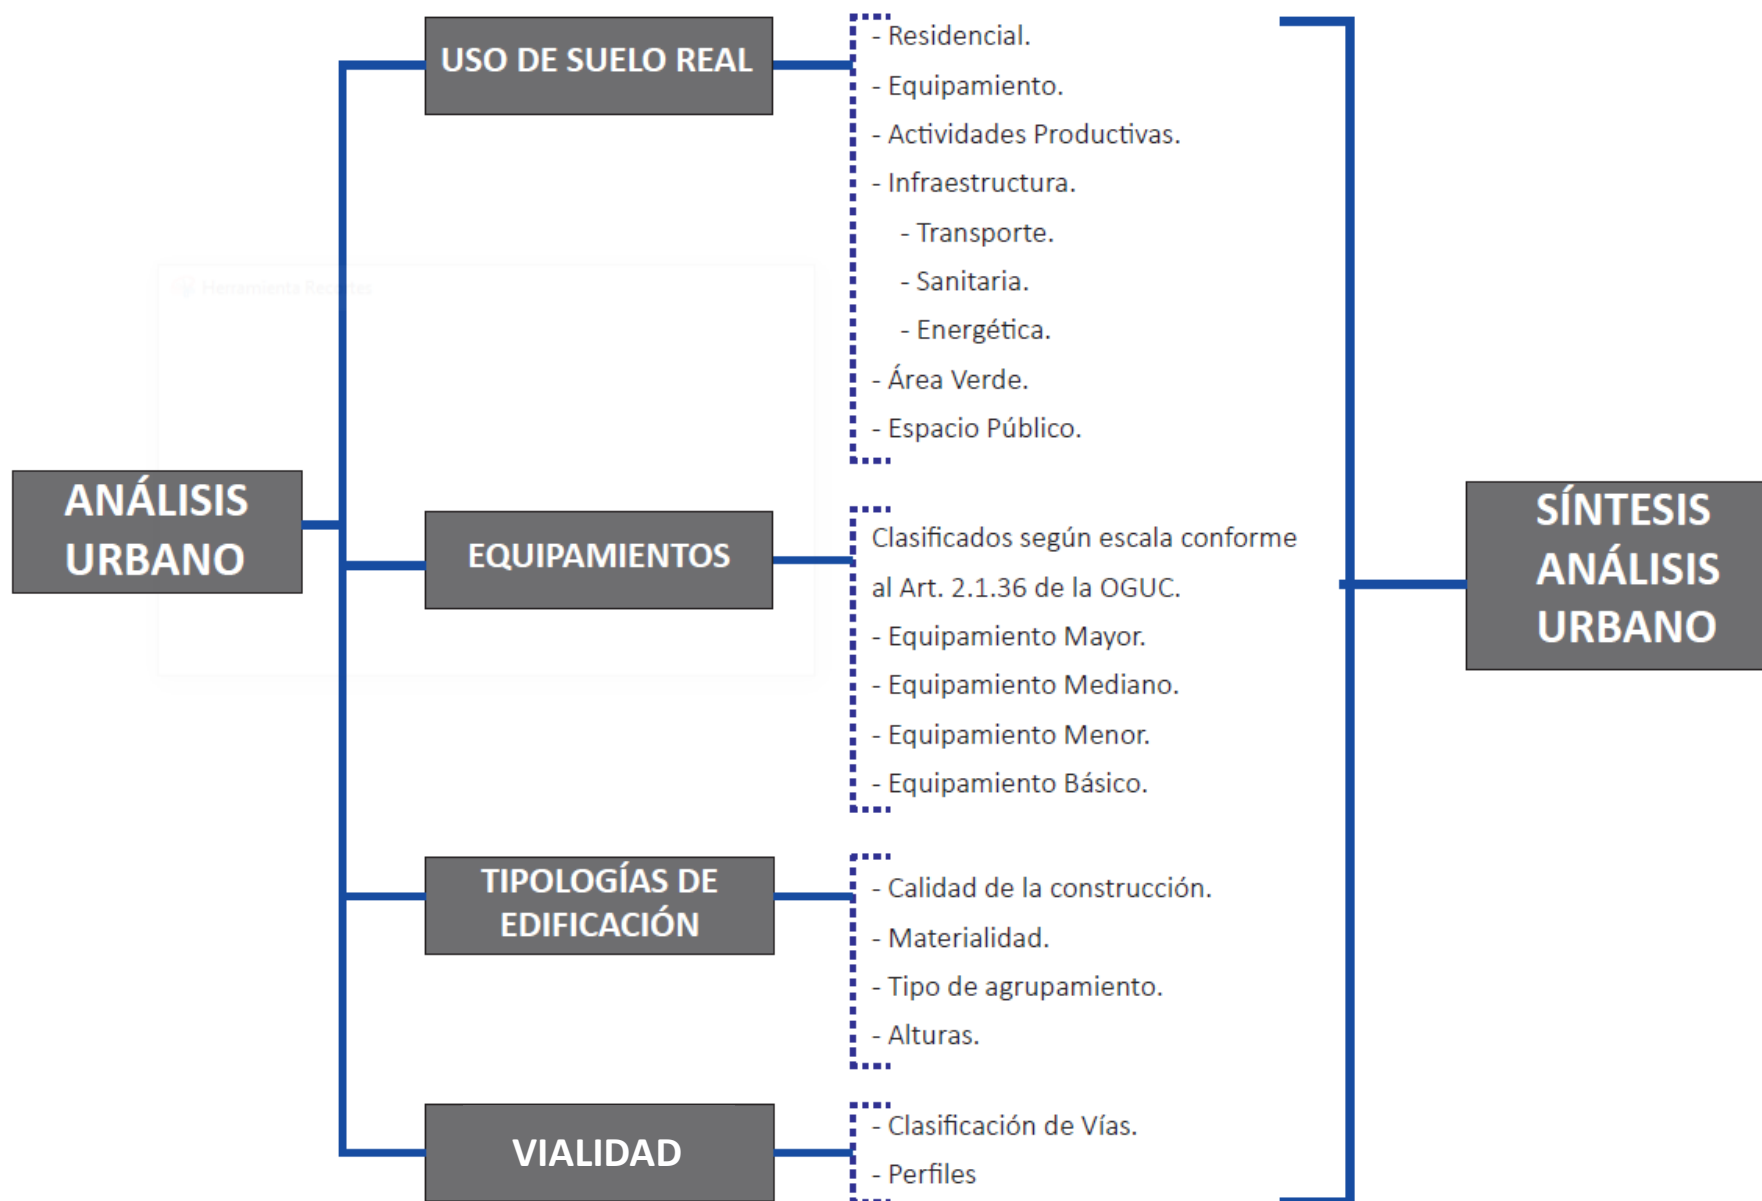 ANÁLISIS
URBANO
USO DE SUELO REAL
- Residencial.
- Equipamiento.
- Actividades Productivas.
- Infraestructura.
- Transporte.
- Sanitaria.
- Energética.
- Área Verde.
- Espacio Público.
Herramienta Recortes
EQUIPAMIENTOS
Clasificados según escala conforme
al Art. 2.1.36 de la OGUC.
- Equipamiento Mayor.
- Equipamiento Mediano.
- Equipamiento Menor.
- Equipamiento Básico.
TIPOLOGÍAS DE
EDIFICACIÓN
- Calidad de la construcción.
- Materialidad.
- Tipo de agrupamiento.
- Alturas.
VIALIDAD
- Clasificación de Vías.
- Perfiles
SÍNTESIS
ANÁLISIS
URBANO